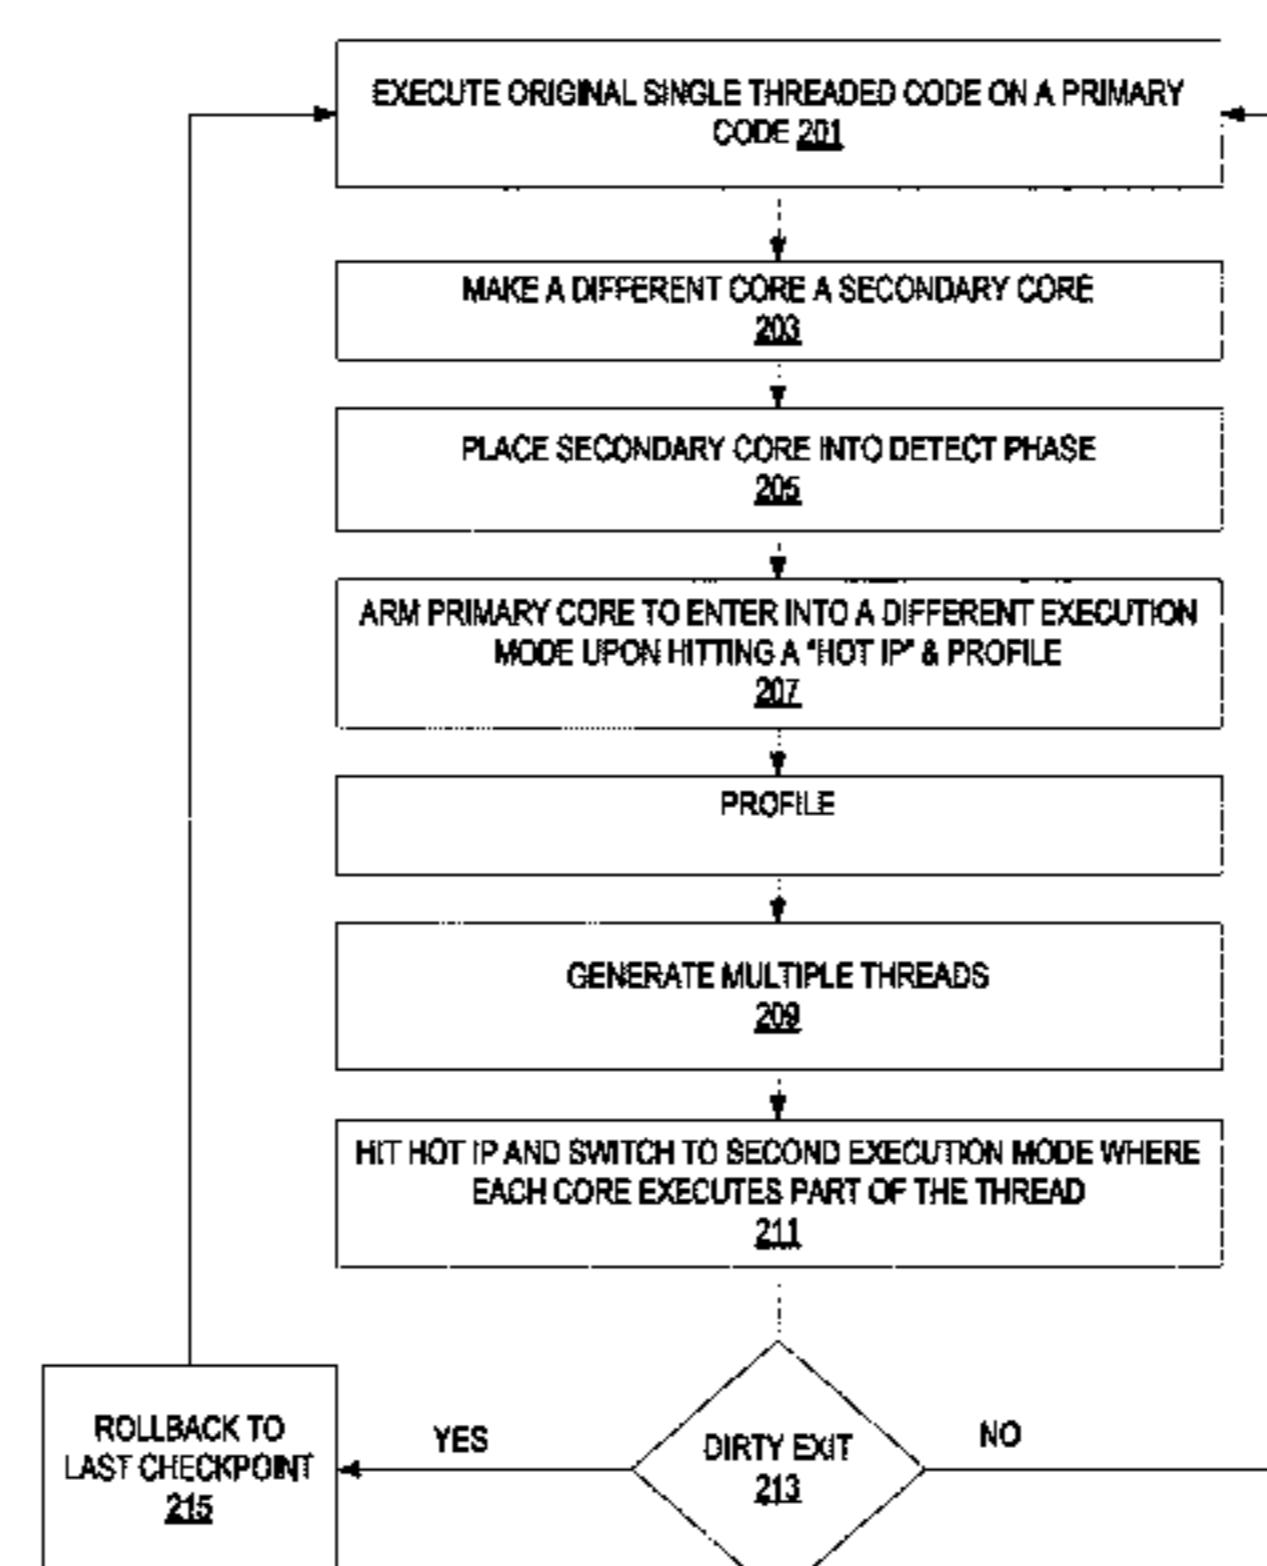 EXECUTE ORIGINAL SINGLE THREADED CODE ON A PRIMARY
CODE 201
MAKE A DIFFERENT CORE A SECONDARY CORE
203
PLACE SECONDARY CORE INTO DETECT PHASE
205
ARM PRIMARY CORE TO ENTER INTO A DIFFERENT EXECUTION
MODE UPON HITTING A "HOT IP" & PROFILE
207
PROFILE
GENERATE MULTIPLE THREADS
209
HIT HOT IP AND SWITCH TO SECOND EXECUTION MODE WHERE
EACH CORE EXECUTES PART OF THE THREAD
211
DIRTY EXIT
213
YES
NO
ROLLBACK TO
LAST CHECKPOINT
215